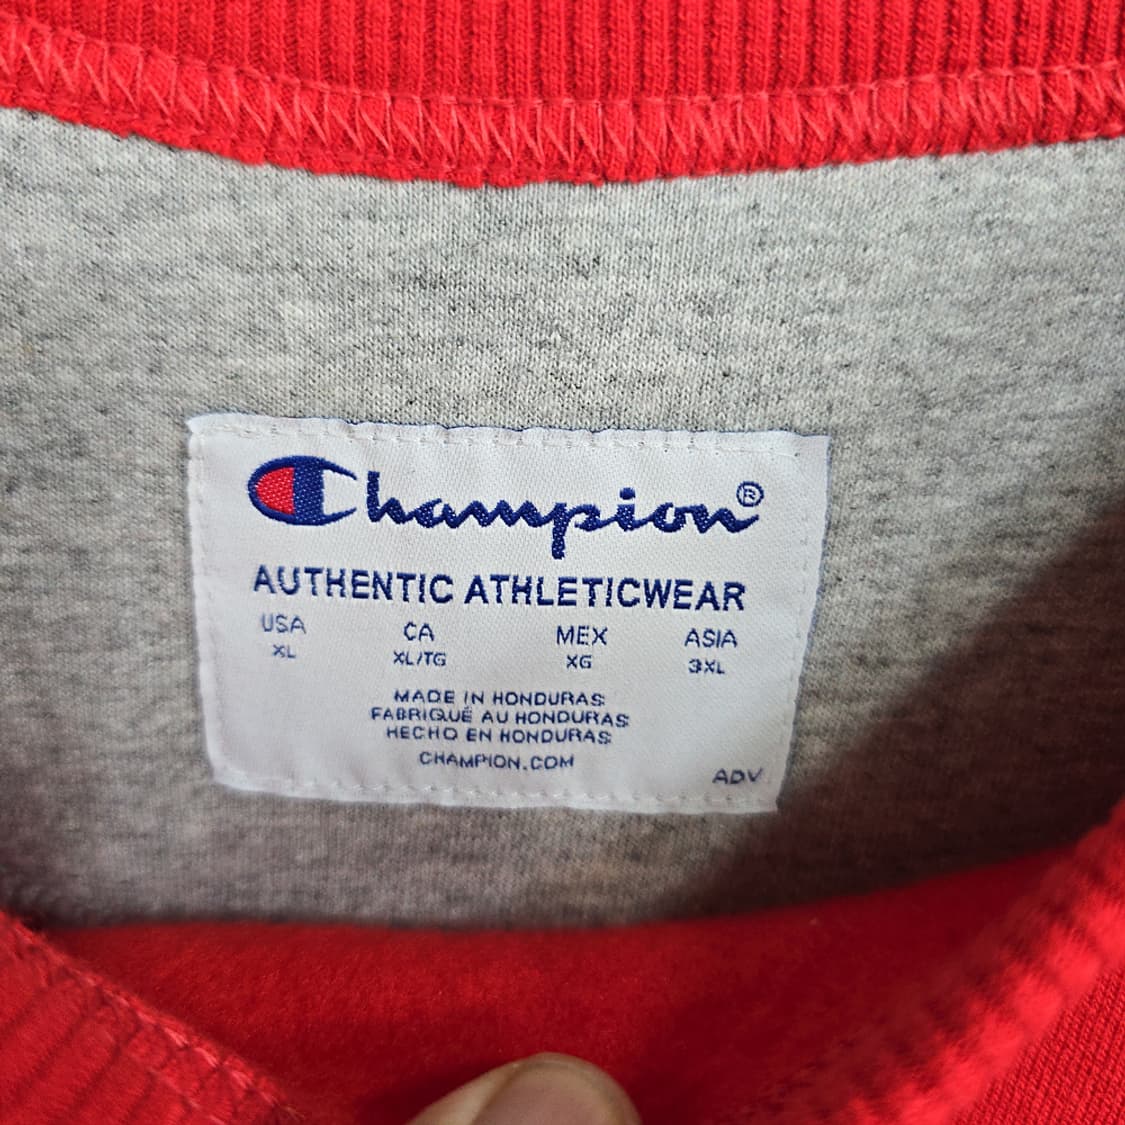 Champion®
AUTHENTIC ATHLETICWEAR
USA CA MEX ASIA
XL XL/TG XG 3XL
MADE IN HONDURAS
FABRIQUÉ AU HONDURAS
HECHO EN HONDURAS
CHAMPION.COM
ADV